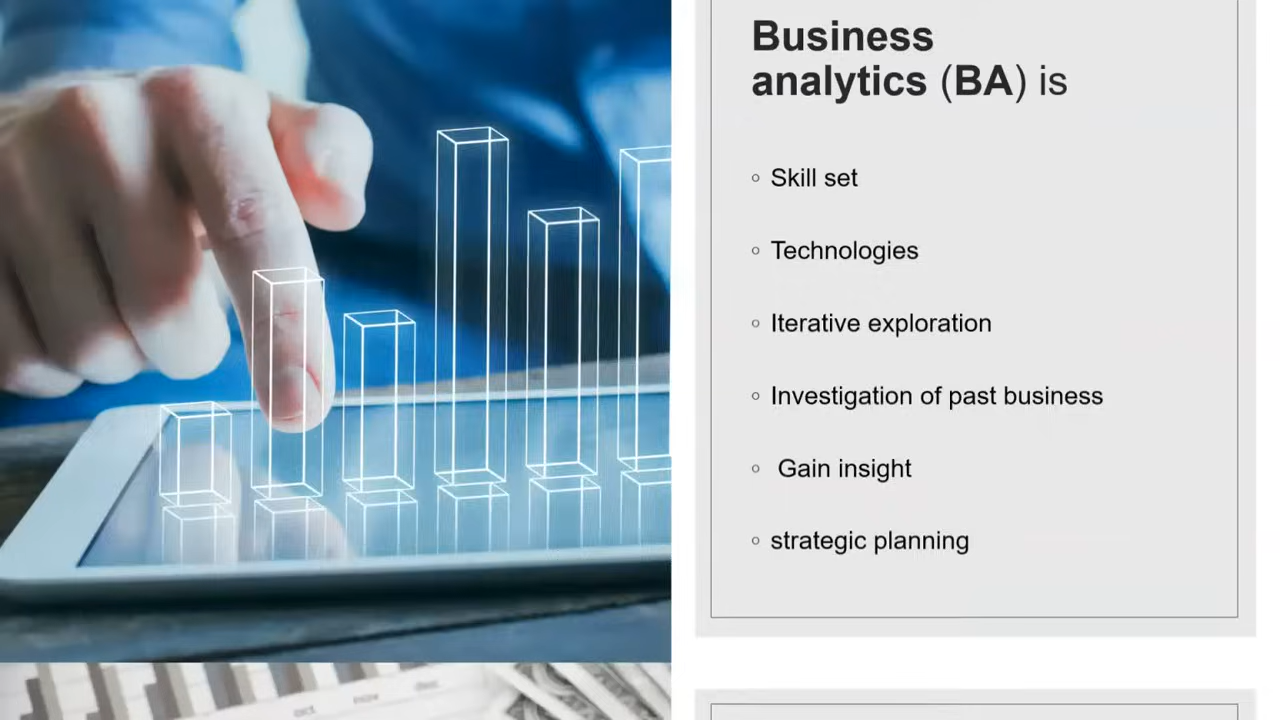 Business
analytics (BA) is
Skill set
Technologies
Iterative exploration
Investigation of past business
Gain insight
strategic planning